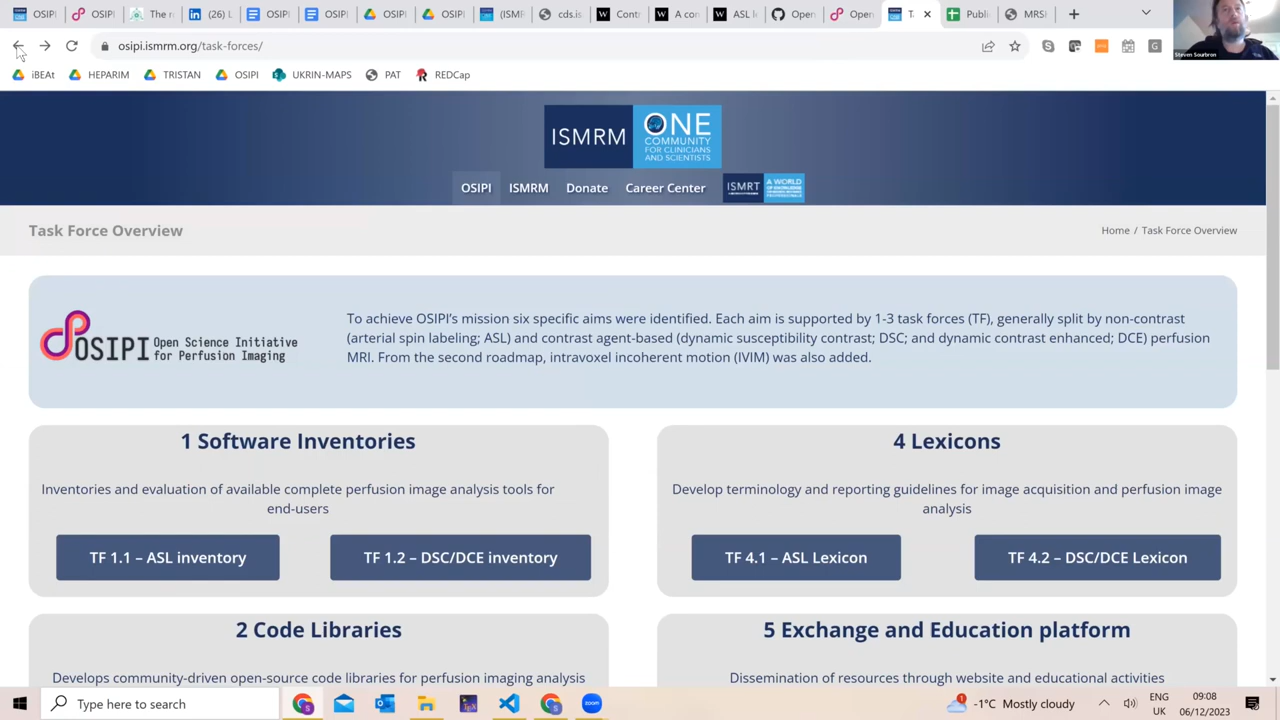 OSIPI
The r
(26) L
OSIPI
OSIPI
OSIPI
OSIPI
(ISMR
cds.is
Contr
A con
ASL l
Open
Open
T
Publi
MRSI
osipi.ismrm.org/task-forces/
Steven Sourbron
iBEAt
HEPARIM
TRISTAN
OSIPI
UKRIN-MAPS
PAT
REDCap
ISMRM
ONE
COMMUNITY
FOR CLINICIANS
AND SCIENTISTS
OSIPI
ISMRM
Donate
Career Center
ISMRT
A WORLD
Task Force Overview
Home / Task Force Overview
OSIPI
Open Science Initiative
for Perfusion Imaging
To achieve OSIPI's mission six specific aims were identified. Each aim is supported by 1-3 task forces (TF), generally split by non-contrast
(arterial spin labeling; ASL) and contrast agent-based (dynamic susceptibility contrast; DSC; and dynamic contrast enhanced; DCE) perfusion
MRI. From the second roadmap, intravoxel incoherent motion (IVIM) was also added.
1 Software Inventories
Inventories and evaluation of available complete perfusion image analysis tools for
end-users
TF 1.1 – ASL inventory
TF 1.2 – DSC/DCE inventory
4 Lexicons
Develop terminology and reporting guidelines for image acquisition and perfusion image
analysis
TF 4.1 – ASL Lexicon
TF 4.2 – DSC/DCE Lexicon
2 Code Libraries
Develops community-driven open-source code libraries for perfusion imaging analysis
5 Exchange and Education platform
Dissemination of resources through website and educational activities
Type here to search
zoom
-1°C Mostly cloudy
ENG
UK
09:08
06/12/2023